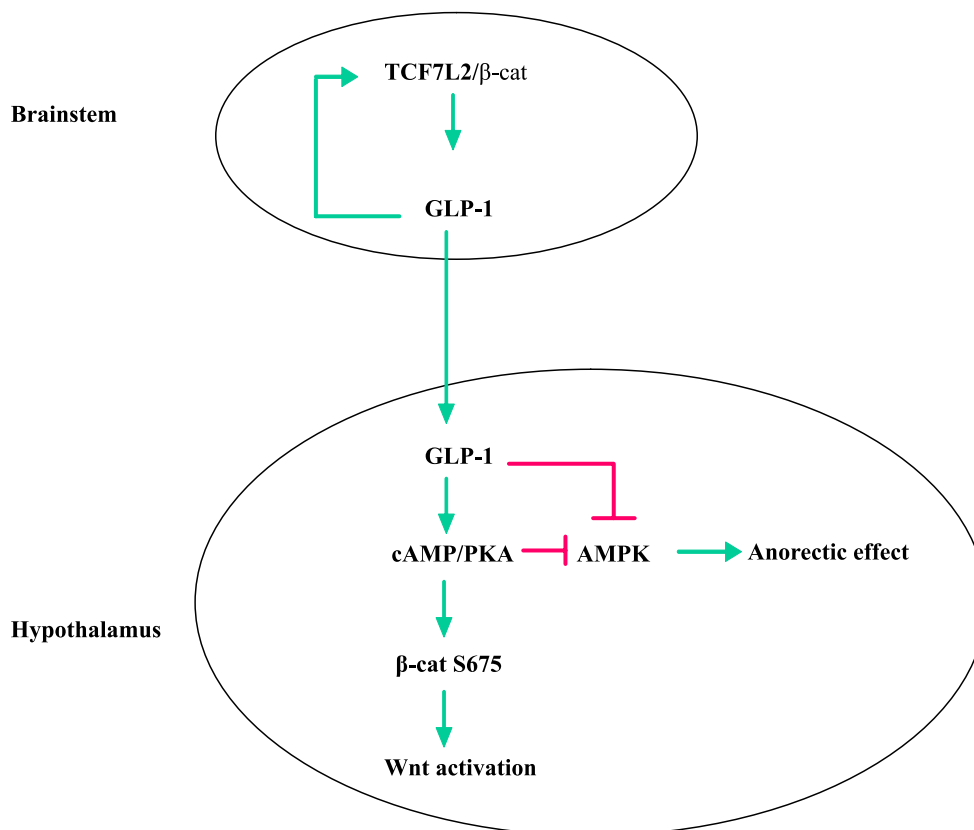 TCF7L2/β-cat
Brainstem
GLP-1
GLP-1
cAMP/PKA
AMPK
Anorectic effect
Hypothalamus
β-cat S675
Wnt activation